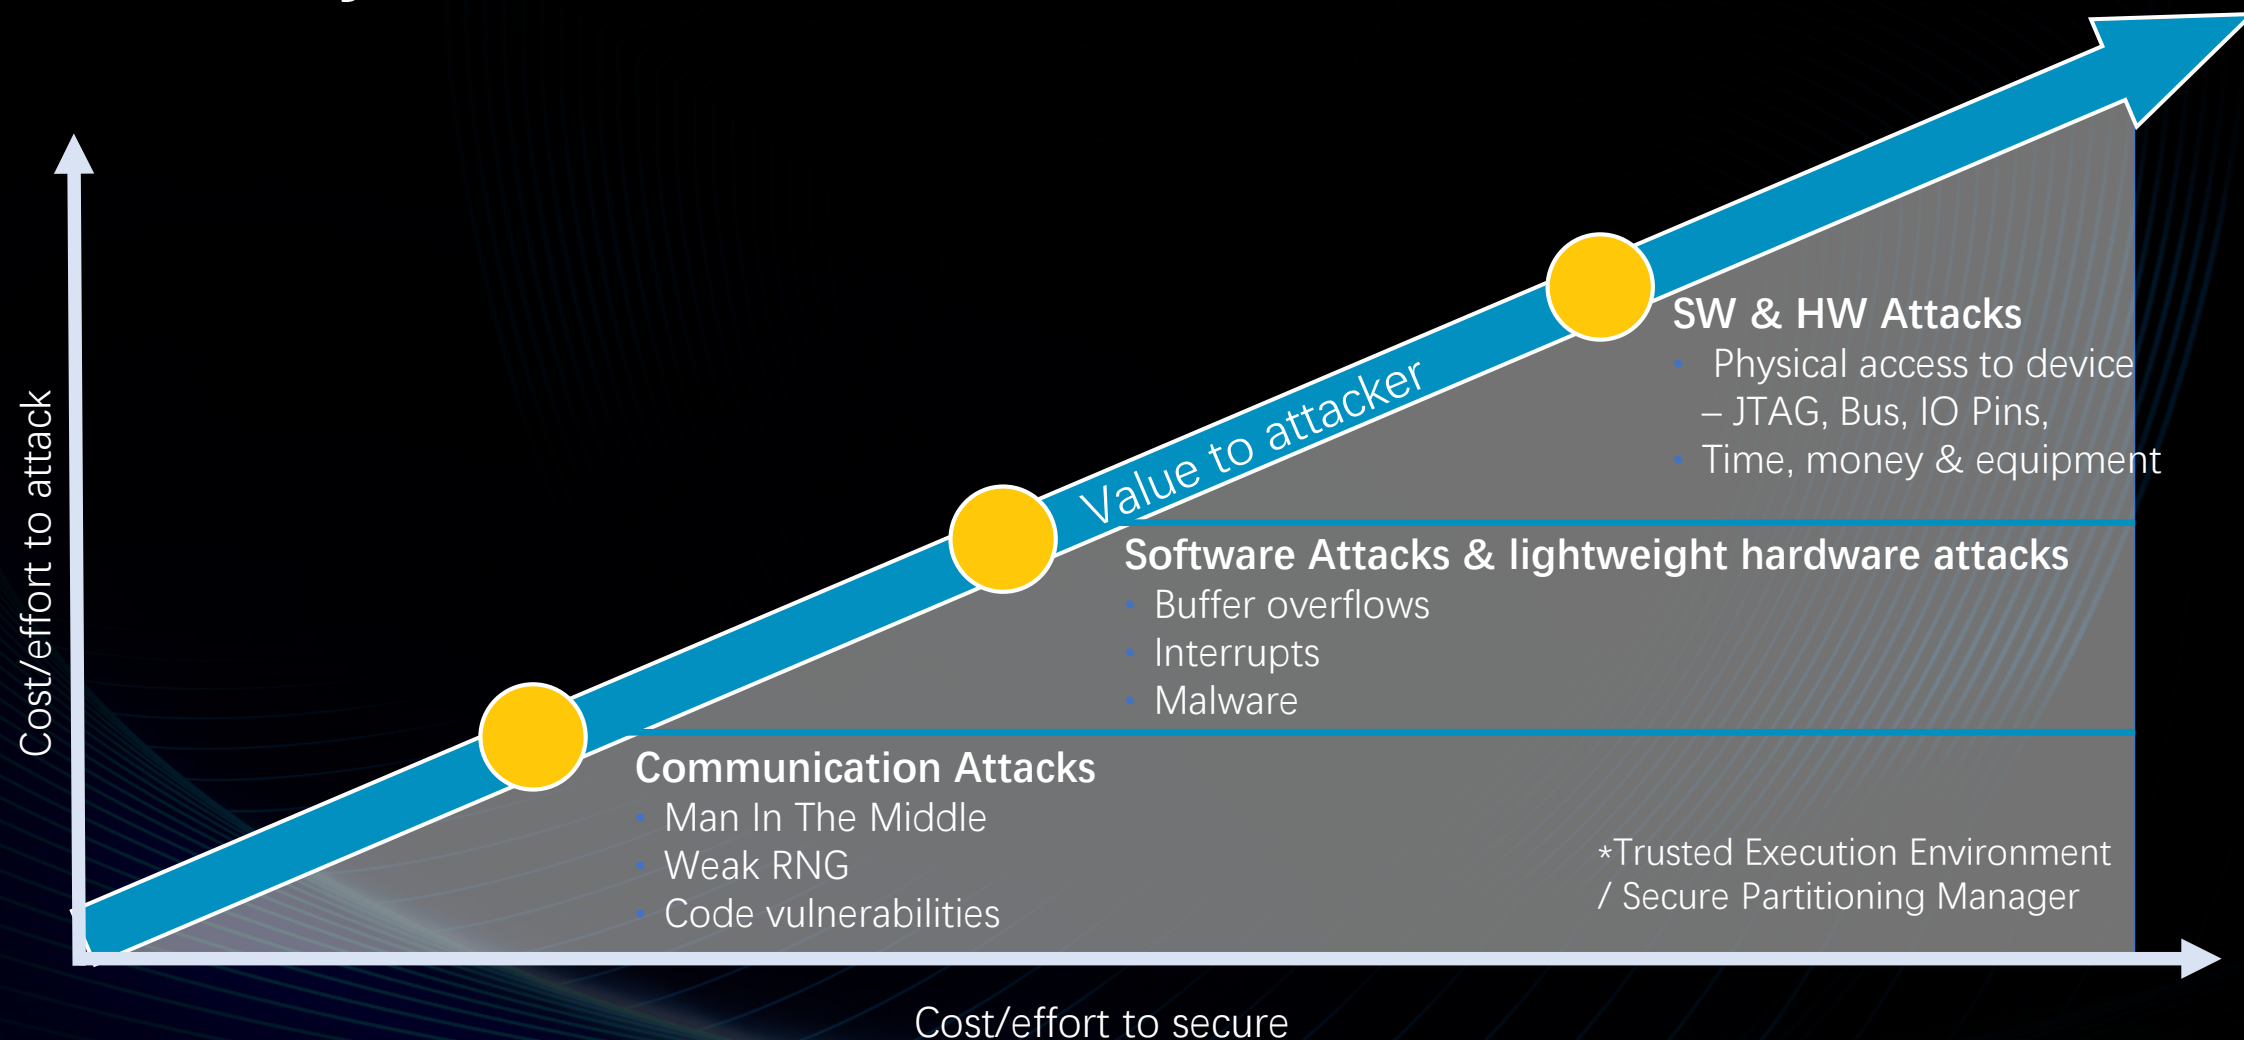 Cost/effort to attack
Value to attacker
SW & HW Attacks
• Physical access to device
– JTAG, Bus, IO Pins,
• Time, money & equipment
Software Attacks & lightweight hardware attacks
• Buffer overflows
• Interrupts
• Malware
Communication Attacks
• Man In The Middle
• Weak RNG
• Code vulnerabilities
*Trusted Execution Environment
/ Secure Partitioning Manager
Cost/effort to secure